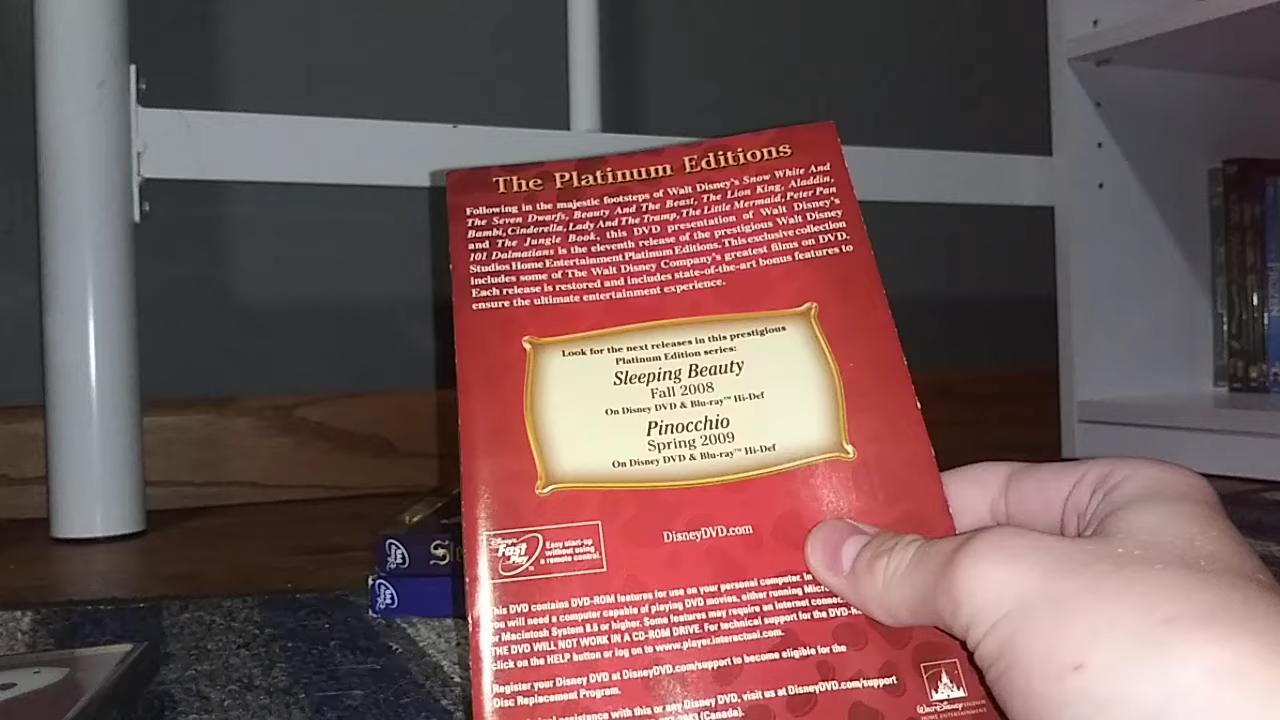 The Platinum Editions
Following in the majestic footsteps of Walt Disney's Snow White And
The Seven Dwarfs, Beauty And The Beast, The Lion King, Aladdin,
Bambi, Cinderella, Lady And The Tramp, The Little Mermaid, Peter Pan
and The Jungle Book, this DVD presentation of Walt Disney's
101 Dalmatians is the eleventh release of the prestigious Walt Disney
Studios Home Entertainment Platinum Editions. This exclusive collection
includes some of The Walt Disney Company's greatest films on DVD.
Each release is restored and includes state-of-the-art bonus features to
ensure the ultimate entertainment experience.
Look for the next releases in this prestigious
Platinum Edition series:
Sleeping Beauty
Fall 2008
On Disney DVD & Blu-ray™ Hi-Def
Pinocchio
Spring 2009
On Disney DVD & Blu-ray™ Hi-Def
Disney's
Fast
Play™
Easy start-up
without using
a remote control.
DisneyDVD.com
This DVD contains DVD-ROM features for use on your personal computer. In
you will need a computer capable of playing DVD movies, either running Micr
or Macintosh System 8.6 or higher. Some features may require an Internet
THE DVD WILL NOT WORK IN A CD-ROM DRIVE. For technical support for the DVD-R
click on the HELP button or log on to www.player.interactual.com.
Register your Disney DVD at DisneyDVD.com/support to become eligible for the
Disc Replacement Program.
assistance with this or any Disney DVD, visit us at DisneyDVD.com/support
(Canada).
Walt Disney STUDIOS
HOME ENTERTAINMENT